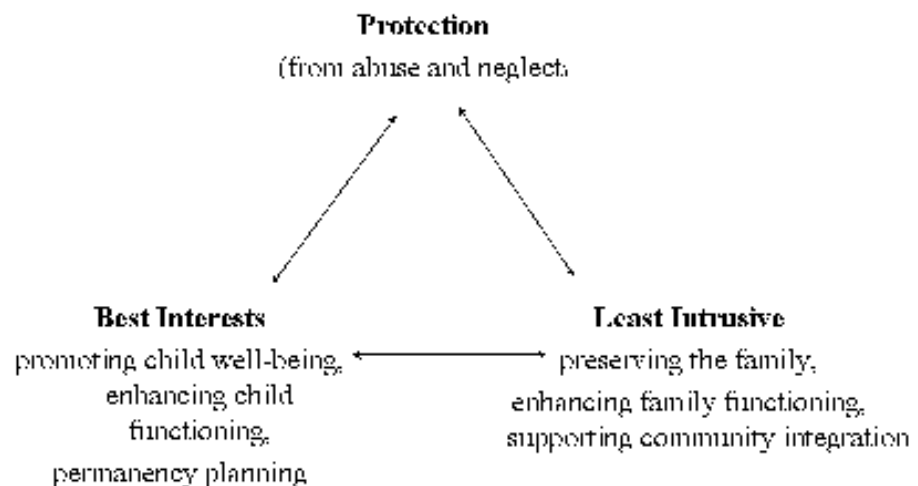 Protection
(from abuse and neglect)
Best Interests
promoting child well-being,
enhancing child
functioning,
permanency planning
Least Intrusive
preserving the family,
enhancing family functioning,
supporting community integration